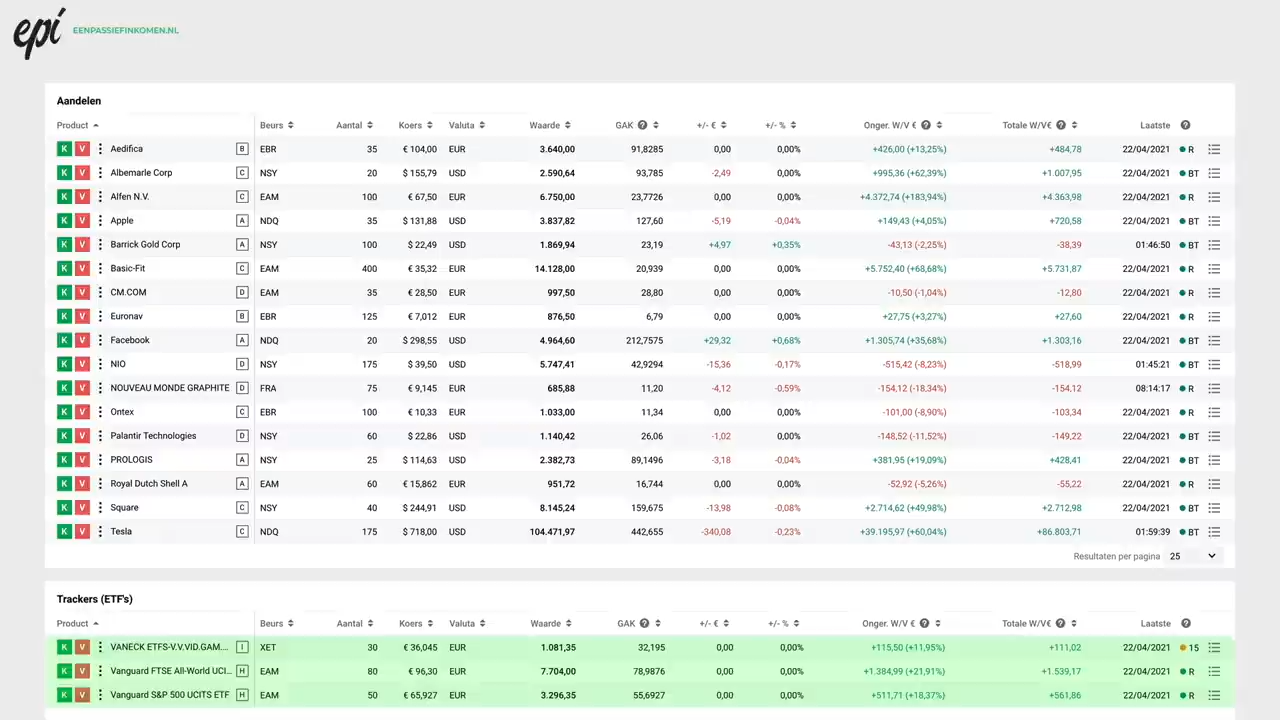 epi EENPASSIEFINKOMEN.NL
Aandelen
Product Beurs Aantal Koers Valuta Waarde GAK ? +/- € +/- % Onger. W/V € ? Totale W/V€ ? Laatste ?
K V Aedifica B EBR 35 € 104,00 EUR 3.640,00 91,8285 0,00 0,00% +426,00 (+13,25%) +484,78 22/04/2021 R
K V Albemarle Corp C NSY 20 $ 155,79 USD 2.590,64 93,785 -2,49 0,00% +995,36 (+62,39%) +1.007,95 22/04/2021 BT
K V Alfen N.V. C EAM 100 € 67,50 EUR 6.750,00 23,7726 0,00 0,00% +4.372,74 (+183,94%) +4.363,98 22/04/2021 R
K V Apple A NDQ 35 $ 131,88 USD 3.837,82 127,60 -5,19 -0,04% +149,43 (+4,05%) +720,58 22/04/2021 BT
K V Barrick Gold Corp A NSY 100 $ 22,49 USD 1.869,94 23,19 +4,97 +0,35% -43,13 (-2,25%) -38,39 01:46:50 BT
K V Basic-Fit C EAM 400 € 35,32 EUR 14.128,00 20,939 0,00 0,00% +5.752,40 (+68,68%) +5.731,87 22/04/2021 R
K V CM.COM D EAM 35 € 28,50 EUR 997,50 28,80 0,00 0,00% -10,50 (-1,04%) -12,80 22/04/2021 R
K V Euronav B EBR 125 € 7,012 EUR 876,50 6,79 0,00 0,00% +27,75 (+3,27%) +27,60 22/04/2021 R
K V Facebook A NDQ 20 $ 298,55 USD 4.964,60 212,7575 +29,32 +0,68% +1.305,74 (+35,68%) +1.303,16 22/04/2021 BT
K V NIO D NSY 175 $ 39,50 USD 5.747,41 42,9294 -15,36 -0,17% -515,42 (-8,23%) -518,99 01:45:21 BT
K V NOUVEAU MONDE GRAPHITE D FRA 75 € 9,145 EUR 685,88 11,20 -4,12 -0,59% -154,12 (-18,34%) -154,12 08:14:17 R
K V Ontex C EBR 100 € 10,33 EUR 1.033,00 11,34 0,00 0,00% -101,00 (-8,90%) -103,34 22/04/2021 R
K V Palantir Technologies D NSY 60 $ 22,86 USD 1.140,42 26,06 -1,02 0,00% -148,52 (-11,52%) -149,22 22/04/2021 BT
K V PROLOGIS A NSY 25 $ 114,63 USD 2.382,73 89,1496 -3,18 -0,04% +381,95 (+19,09%) +428,41 22/04/2021 BT
K V Royal Dutch Shell A A EAM 60 € 15,862 EUR 951,72 16,744 0,00 0,00% -52,92 (-5,26%) -55,22 22/04/2021 R
K V Square C NSY 40 $ 244,91 USD 8.145,24 159,675 -13,98 -0,08% +2.714,62 (+49,98%) +2.712,98 22/04/2021 BT
K V Tesla C NDQ 175 $ 718,00 USD 104.471,97 442,655 -340,08 -0,23% +39.195,97 (+60,04%) +86.803,71 01:59:39 BT
Resultaten per pagina 25
Trackers (ETF's)
Product Beurs Aantal Koers Valuta Waarde GAK ? +/- € +/- % Onger. W/V € ? Totale W/V€ ? Laatste ?
K V VANECK ETFS-V.V.VID.GAM.... I XET 30 € 36,045 EUR 1.081,35 32,195 0,00 0,00% +115,50 (+11,95%) +111,02 22/04/2021 15
K V Vanguard FTSE All-World UCI... H EAM 80 € 96,30 EUR 7.704,00 78,9876 0,00 0,00% +1.384,99 (+21,91%) +1.539,17 22/04/2021 R
K V Vanguard S&P 500 UCITS ETF H EAM 50 € 65,927 EUR 3.296,35 55,6927 0,00 0,00% +511,71 (+18,37%) +561,86 22/04/2021 R